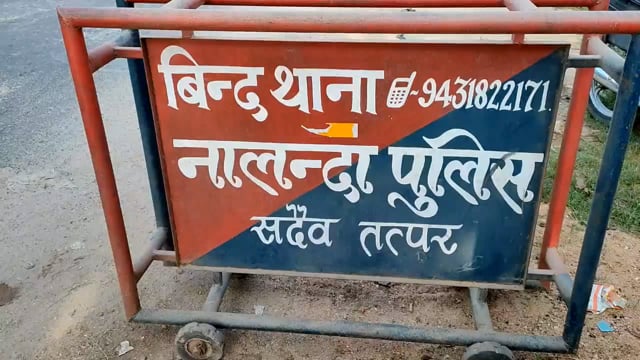 बिन्द थाना -9431822171.
नालन्दा पुलिस
सदैव तत्पर